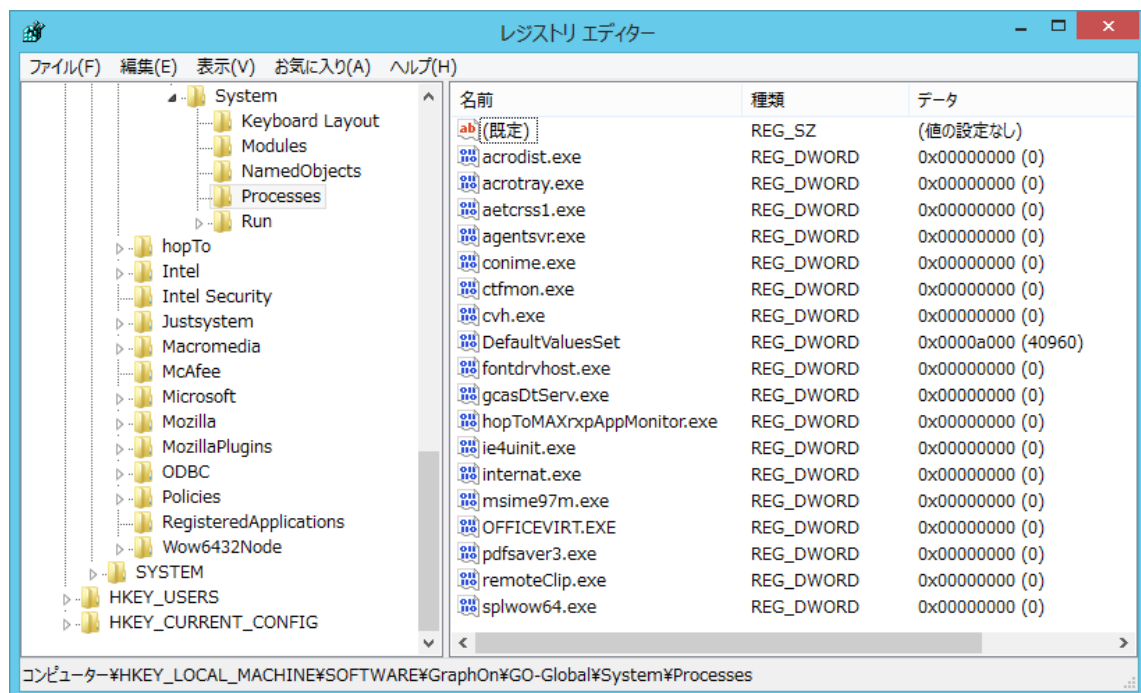 レジストリ エディター
ファイル(F) 編集(E) 表示(V) お気に入り(A) ヘルプ(H)
System
Keyboard Layout
Modules
NamedObjects
Processes
Run
hopTo
Intel
Intel Security
Justsystem
Macromedia
McAfee
Microsoft
Mozilla
MozillaPlugins
ODBC
Policies
RegisteredApplications
Wow6432Node
SYSTEM
HKEY_USERS
HKEY_CURRENT_CONFIG
名前 種類 データ
(既定) REG_SZ (値の設定なし)
acrodist.exe REG_DWORD 0x00000000 (0)
acrotray.exe REG_DWORD 0x00000000 (0)
aetcrss1.exe REG_DWORD 0x00000000 (0)
agentsvr.exe REG_DWORD 0x00000000 (0)
conime.exe REG_DWORD 0x00000000 (0)
ctfmon.exe REG_DWORD 0x00000000 (0)
cvh.exe REG_DWORD 0x00000000 (0)
DefaultValuesSet REG_DWORD 0x0000a000 (40960)
fontdrvhost.exe REG_DWORD 0x00000000 (0)
gcasDtServ.exe REG_DWORD 0x00000000 (0)
hopToMAXrxpAppMonitor.exe REG_DWORD 0x00000000 (0)
ie4uinit.exe REG_DWORD 0x00000000 (0)
internat.exe REG_DWORD 0x00000000 (0)
msime97m.exe REG_DWORD 0x00000000 (0)
OFFICEVIRT.EXE REG_DWORD 0x00000000 (0)
pdfsaver3.exe REG_DWORD 0x00000000 (0)
remoteClip.exe REG_DWORD 0x00000000 (0)
splwow64.exe REG_DWORD 0x00000000 (0)
コンピューター¥HKEY_LOCAL_MACHINE¥SOFTWARE¥GraphOn¥GO-Global¥System¥Processes